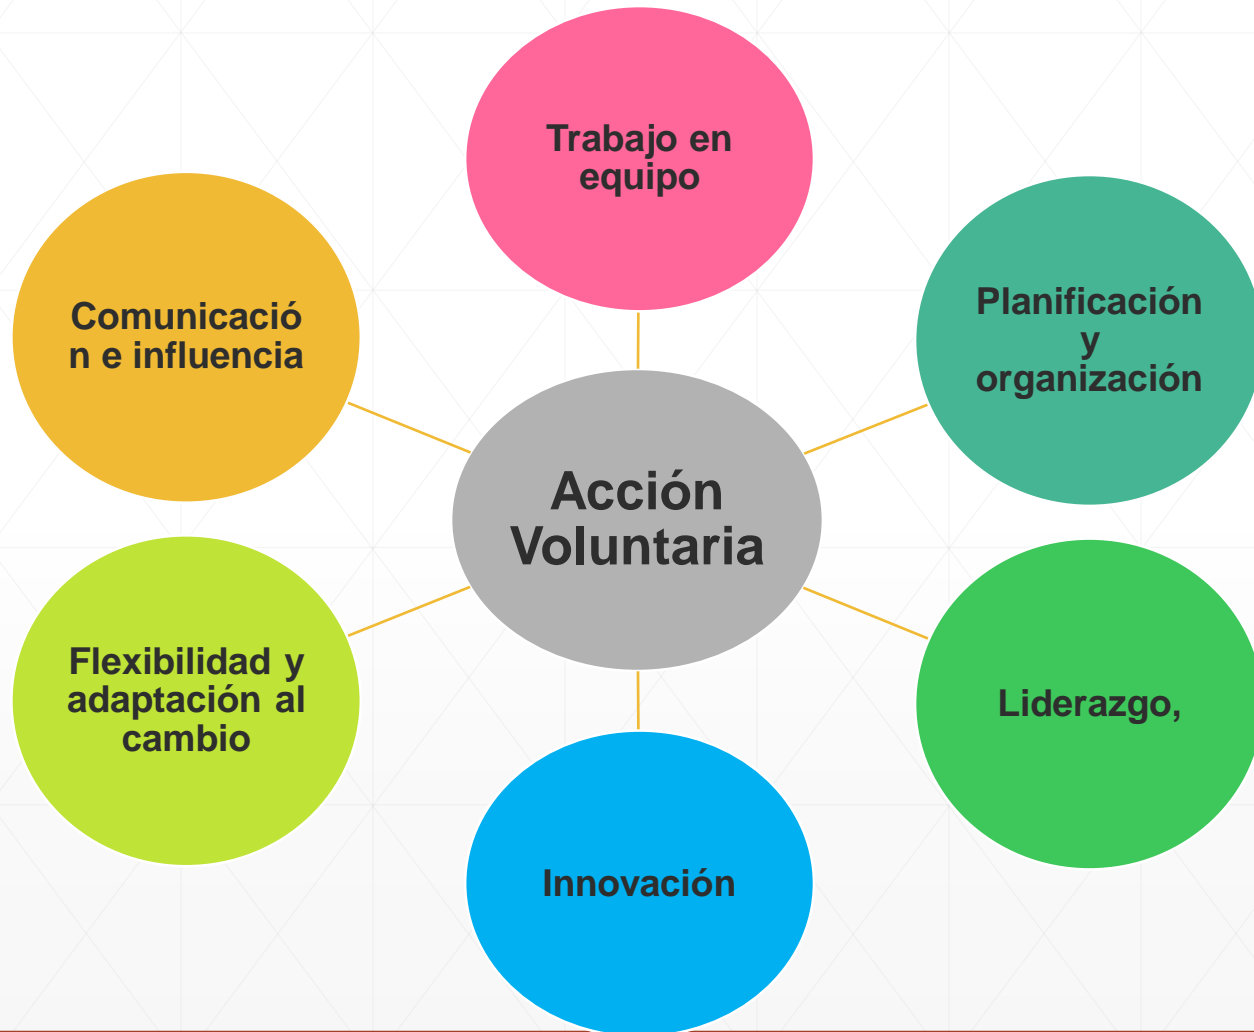 Trabajo en
equipo
Comunicació
n e influencia
Planificación
y
organización
Acción
Voluntaria
Flexibilidad y
adaptación al
cambio
Liderazgo,
Innovación